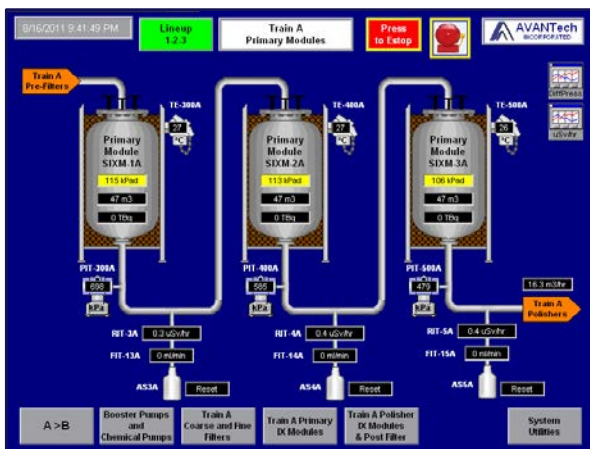 8/16/2011 9:41:49 PM
Lineup
1-2-3
Train A
Primary Modules
Press
to Estop
AVANTech
INCORPORATED
Train A
Pre-Filters
DiffPress
uSv/hr
TE-300A
27
°C
TE-400A
27
°C
TE-500A
26
°C
Primary
Module
SIXM-1A
115 kPad
47 m3
0 TBq
Primary
Module
SIXM-2A
113 kPad
47 m3
0 TBq
Primary
Module
SIXM-3A
106 kPad
47 m3
0 TBq
PIT-300A
698
kPa
PIT-400A
585
kPa
PIT-500A
479
kPa
16.3 m3/hr
Train A
Polishers
RIT-3A 0.3 uSv/hr
RIT-4A 0.4 uSv/hr
RIT-5A 0.4 uSv/hr
FIT-13A 0 ml/min
FIT-14A 0 ml/min
FIT-15A 0 ml/min
AS3A Reset
AS4A Reset
AS5A Reset
A >B
Booster Pumps
and
Chemical Pumps
Train A
Coarse and Fine
Filters
Train A Primary
IX Modules
Train A Polisher
IX Modules
& Post Filter
System
Utilities